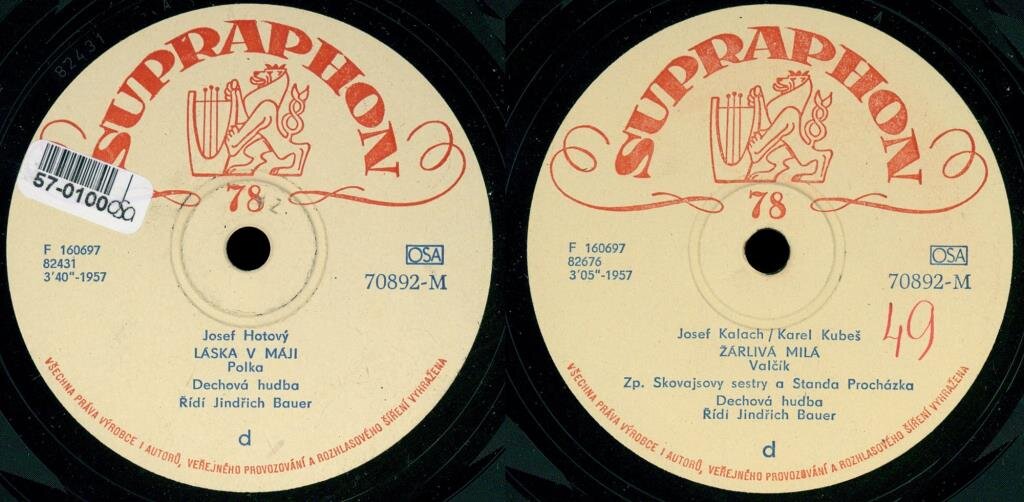 82431
SUPRAPHON
57-0100
OSA
78
F 160697
82431
3'40"-1957
OSA
70892-M
Josef Hotový
LÁSKA V MÁJI
Polka
Dechová hudba
Řídí Jindřich Bauer
d
VŠECHNA PRÁVA VÝROBCE I AUTORŮ, VEŘEJNÉHO PROVOZOVÁNÍ A ROZHLASOVÉHO ŠÍŘENÍ VYHRAŽENA
SUPRAPHON
78
F 160697
82676
3'05"-1957
OSA
70892-M
49
Josef Kalach / Karel Kubeš
ŽÁRLIVÁ MILÁ
Valčík
Zp. Skovajsovy sestry a Standa Procházka
Dechová hudba
Řídí Jindřich Bauer
d
VŠECHNA PRÁVA VÝROBCE I AUTORŮ, VEŘEJNÉHO PROVOZOVÁNÍ A ROZHLASOVÉHO ŠÍŘENÍ VYHRAŽENA